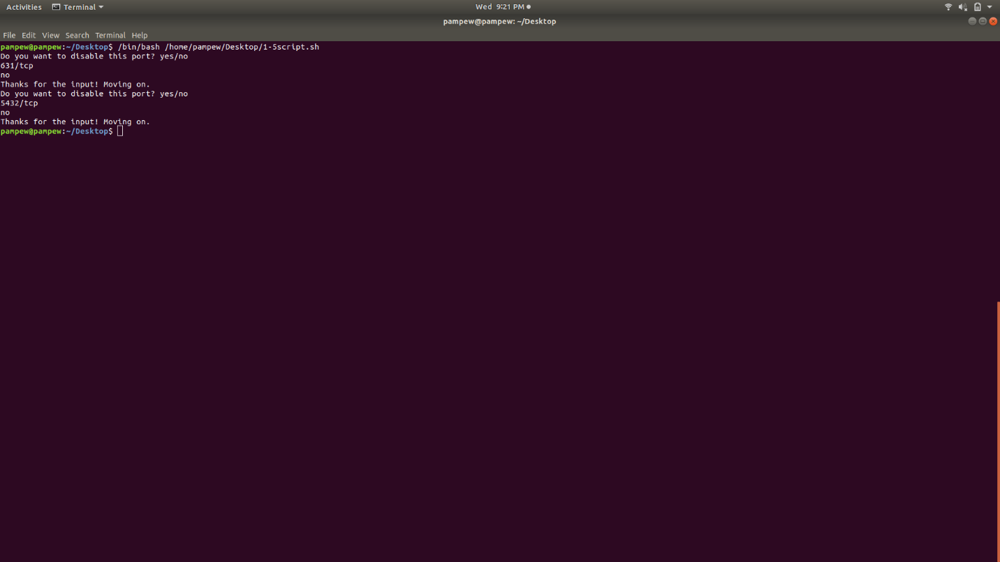 Activities Terminal Wed 9:21 PM
pampew@pampew: ~/Desktop
File Edit View Search Terminal Help
pampew@pampew:~/Desktop$ /bin/bash /home/pampew/Desktop/1-5script.sh
Do you want to disable this port? yes/no
631/tcp
no
Thanks for the input! Moving on.
Do you want to disable this port? yes/no
5432/tcp
no
Thanks for the input! Moving on.
pampew@pampew:~/Desktop$